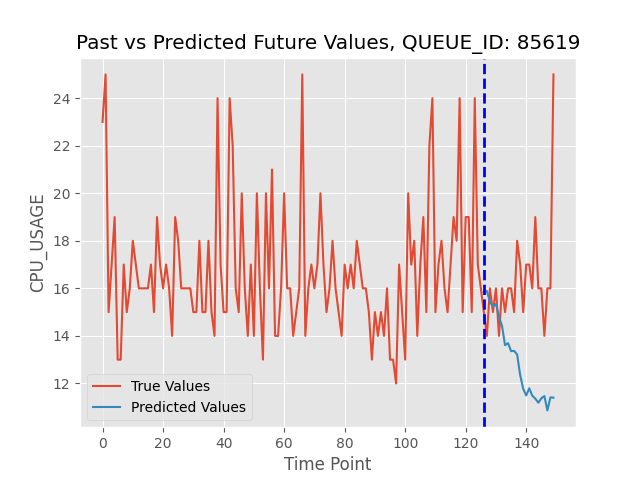 Past vs Predicted Future Values, QUEUE_ID: 85619
24
22
20
18
16
14
12
CPU_USAGE
True Values
Predicted Values
0 20 40 60 80 100 120 140
Time Point